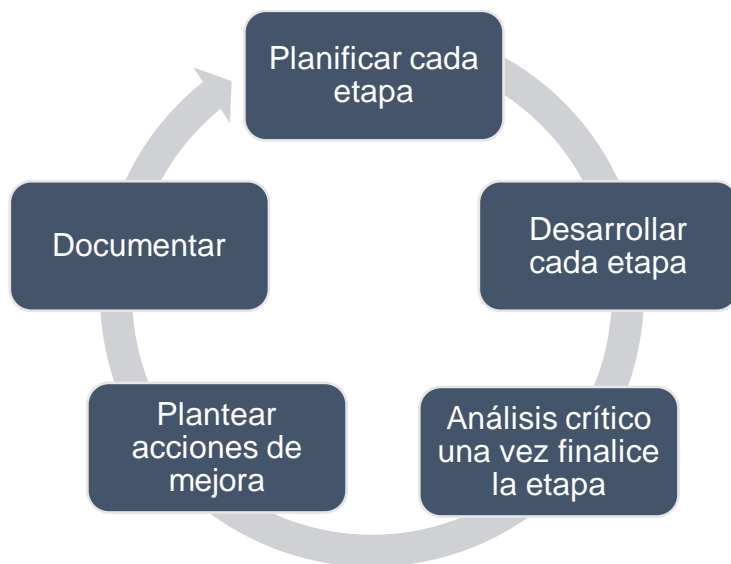 Planificar cada
etapa
Desarrollar
cada etapa
Análisis crítico
una vez finalice
la etapa
Plantear
acciones de
mejora
Documentar